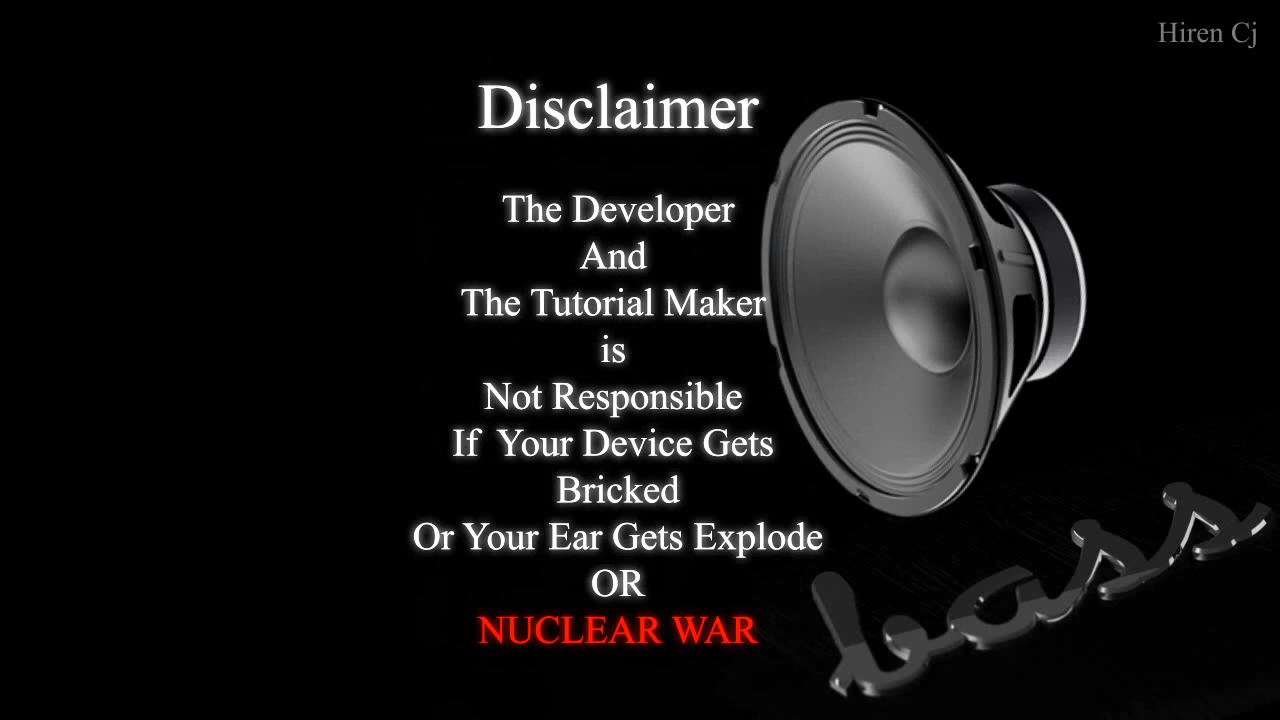 Hiren Cj
Disclaimer
The Developer
And
The Tutorial Maker
is
Not Responsible
If  Your Device Gets
Bricked
Or Your Ear Gets Explode
OR
NUCLEAR WAR
bass